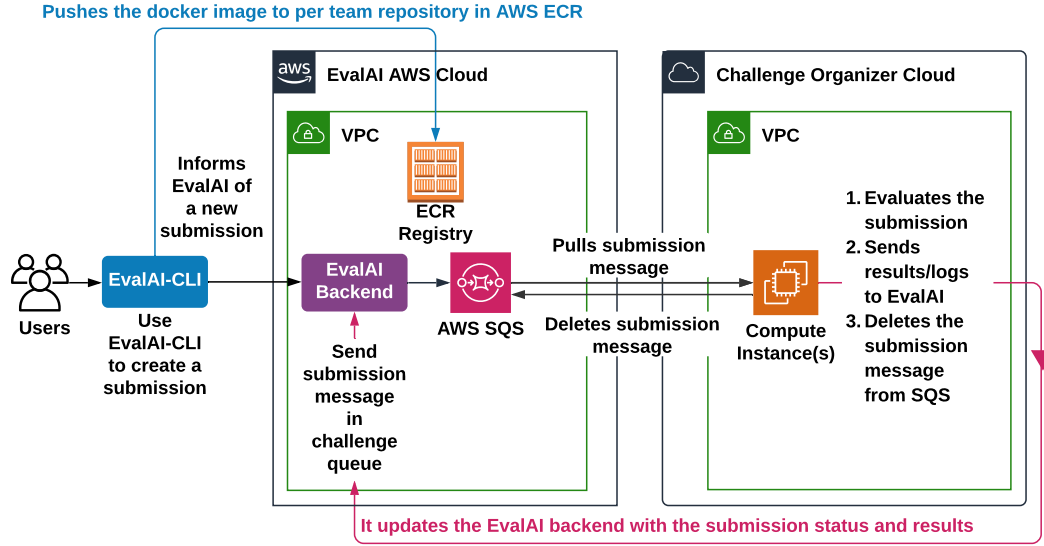 Pushes the docker image to per team repository in AWS ECR
aws
EvalAI AWS Cloud
Challenge Organizer Cloud
VPC
VPC
Informs
EvalAI of
a new
submission
ECR
Registry
Users
EvalAI-CLI
Use
EvalAI-CLI
to create a
submission
EvalAI
Backend
AWS SQS
Send
submission
message
in
challenge
queue
Pulls submission
message
Deletes submission
message
Compute
Instance(s)
1. Evaluates the
submission
2. Sends
results/logs
to EvalAI
3. Deletes the
submission
message
from SQS
It updates the EvalAI backend with the submission status and results